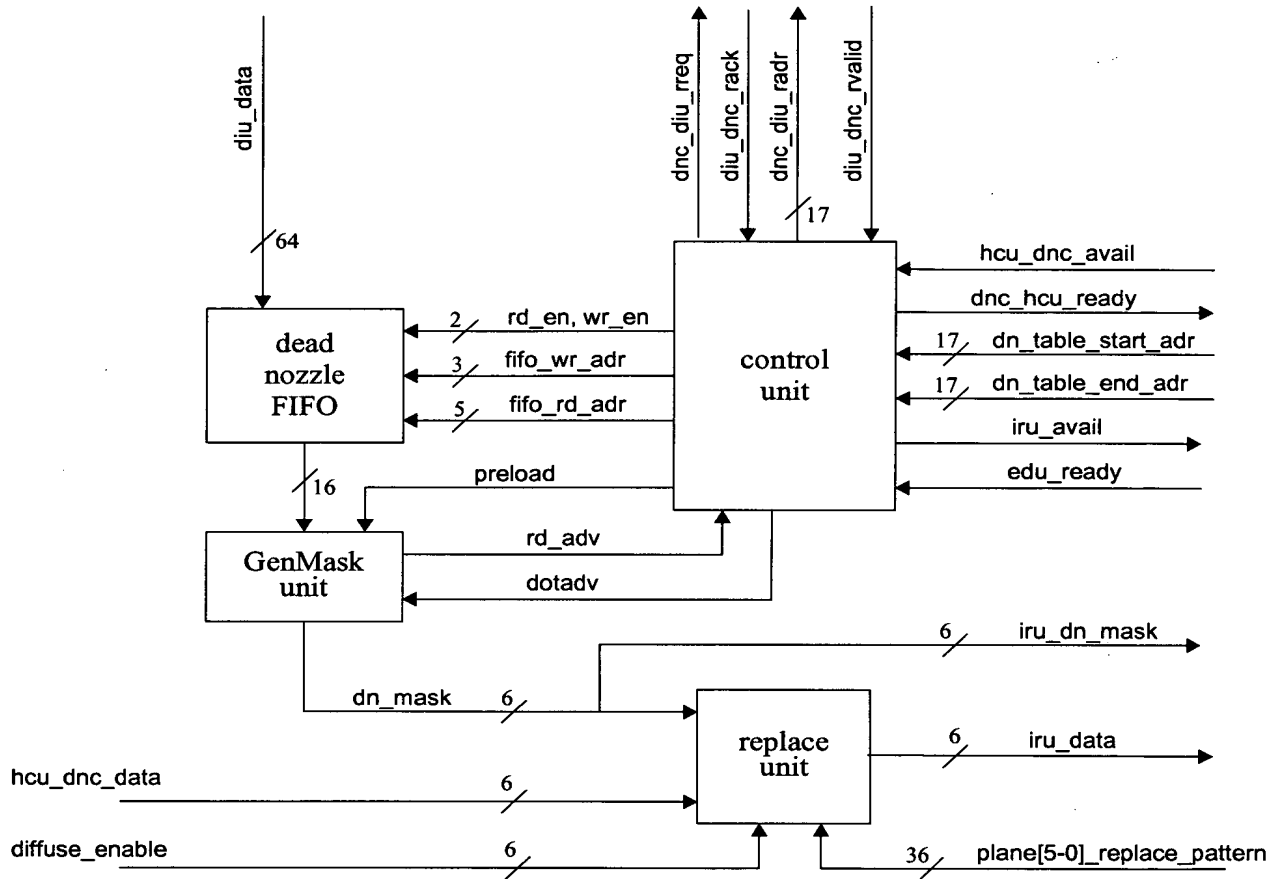 diu_data
dnc_diu_rreq
diu_dnc_rack
dnc_diu_radr
diu_dnc_rvalid
64
17
hcu_dnc_avail
dnc_hcu_ready
17 dn_table_start_adr
17 dn_table_end_adr
iru_avail
edu_ready
dead
nozzle
FIFO
2 rd_en, wr_en
3 fifo_wr_adr
5 fifo_rd_adr
control
unit
16
preload
GenMask
unit
rd_adv
dotadv
6 iru_dn_mask
dn_mask 6
replace
unit
6 iru_data
hcu_dnc_data 6
diffuse_enable 6
36 plane[5-0]_replace_pattern